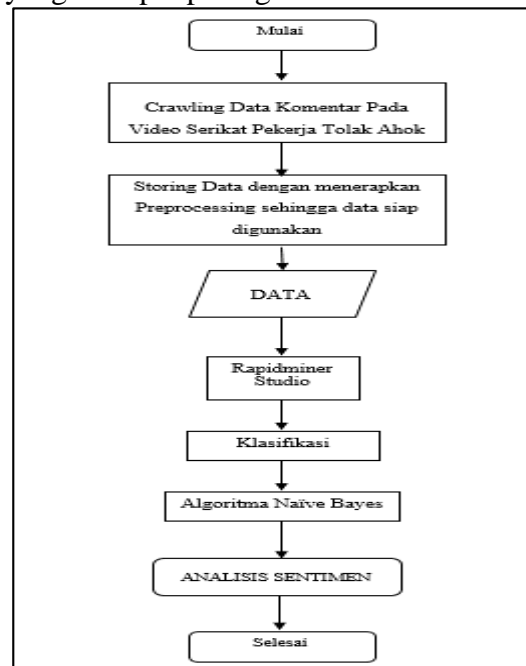 Mulai
Crawling Data Komentar Pada
Video Serikat Pekerja Tolak Ahok
Storing Data dengan menerapkan
Preprocessing sehingga data siap
digunakan
DATA
Rapidminer
Studio
Klasifikasi
Algoritma Naïve Bayes
ANALISIS SENTIMEN
Selesai